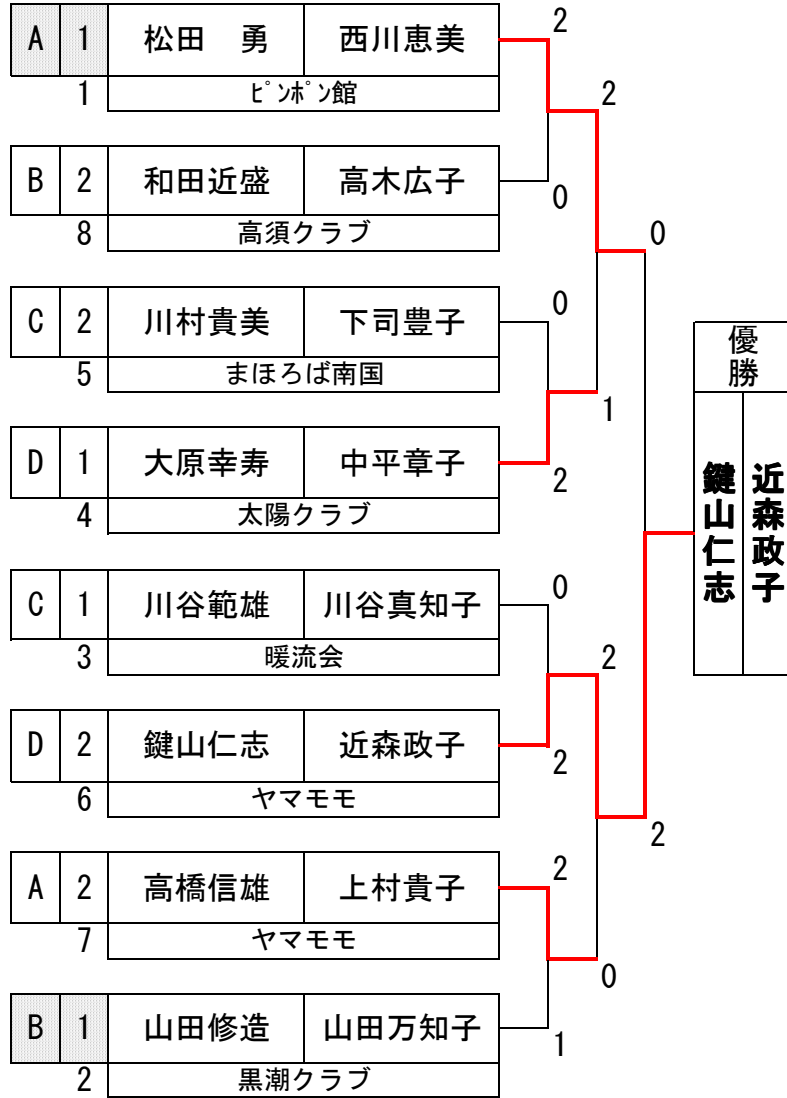 A 1 松田　勇 西川恵美 2
1 ピンポン館 2
B 2 和田近盛 高木広子 0
8 高須クラブ 0
C 2 川村貴美 下司豊子 0
5 まほろば南国 1
D 1 大原幸寿 中平章子 2
4 太陽クラブ
C 1 川谷範雄 川谷真知子 0
3 暖流会 2
D 2 鍵山仁志 近森政子 2
6 ヤマモモ 2
A 2 高橋信雄 上村貴子 2
7 ヤマモモ 0
B 1 山田修造 山田万知子 1
2 黒潮クラブ
優勝
鍵山仁志
近森政子